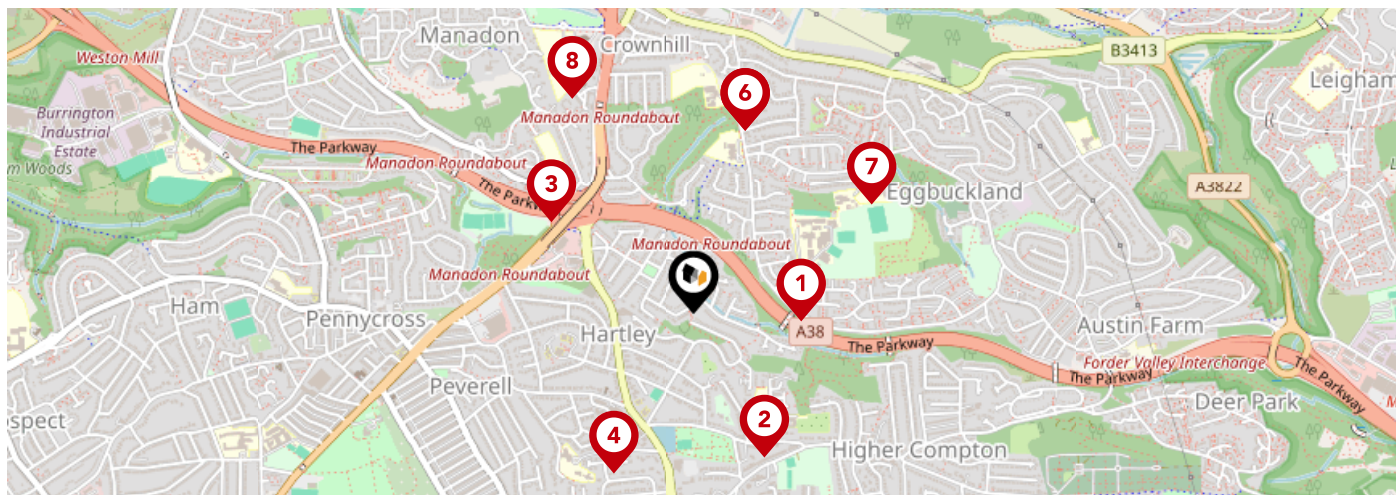 Manadon
Crownhill
B3413
Weston Mill
8
Leigham
6
Burrington
Industrial
Estate
Manadon Roundabout
The Parkway
Manadon Roundabout
m Woods
7
3
The Parkw
Eggbuckland
A3822
Manadon Roundabout
Manadon Roundabout
1
Ham
Pennycross
Hartley
A38
Austin Farm
The Parkway
Forder Valley Interchange
The Parkway
The Parkway
Peverell
Deer Park
ospect
2
4
Higher Compton